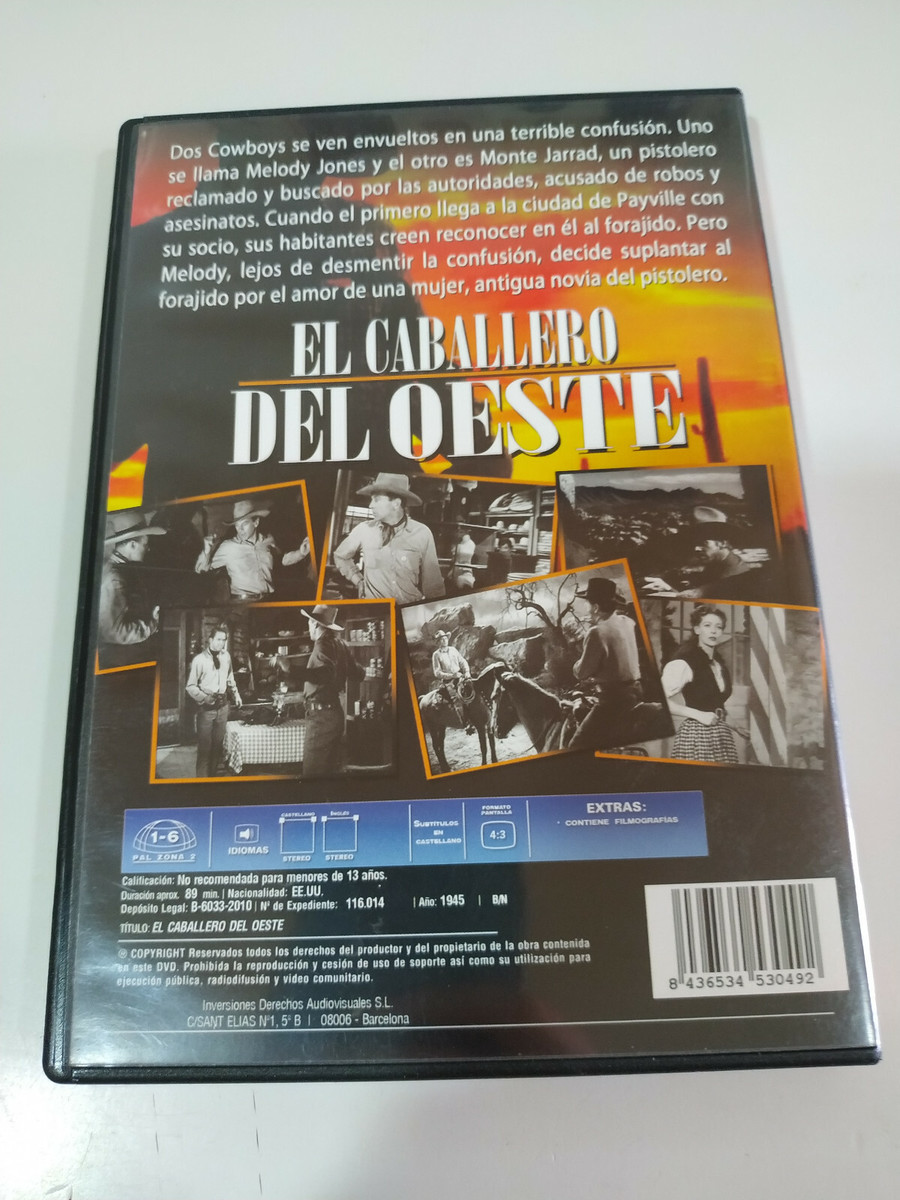 Dos Cowboys se ven envueltos en una terrible confusión. Uno
se llama Melody Jones y el otro es Monte Jarrad, un pistolero
reclamado y buscado por las autoridades, acusado de robos y
asesinatos. Cuando el primero llega a la ciudad de Payville con
su socio, sus habitantes creen reconocer en él al forajido. Pero
Melody, lejos de desmentir la confusión, decide suplantar al
forajido por el amor de una mujer, antigua novia del pistolero.
EL CABALLERO
DEL OESTE
1-6
PAL ZONA 2
IDIOMAS
CASTELLANO
STEREO
INGLES
STEREO
SUBTITULOS
EN
CASTELLANO
FORMATO
PANTALLA
4:3
EXTRAS:
· CONTIENE FILMOGRAFÍAS
Calificación: No recomendada para menores de 13 años.
Duración aprox. 89 min. | Nacionalidad: EE.UU.
Depósito Legal: B-6033-2010 | Nº de Expediente: 116.014 | Año: 1945 | B/N
TÍTULO: EL CABALLERO DEL OESTE
® COPYRIGHT Reservados todos los derechos del productor y del propietario de la obra contenida
en este DVD. Prohibida la reproducción y cesión de uso de soporte así como su utilización para
ejecución pública, radiodifusión y video comunitario.
Inversiones Derechos Audiovisuales S.L.
C/SANT ELIAS Nº1, 5º B | 08006 - Barcelona
8 436534 530492